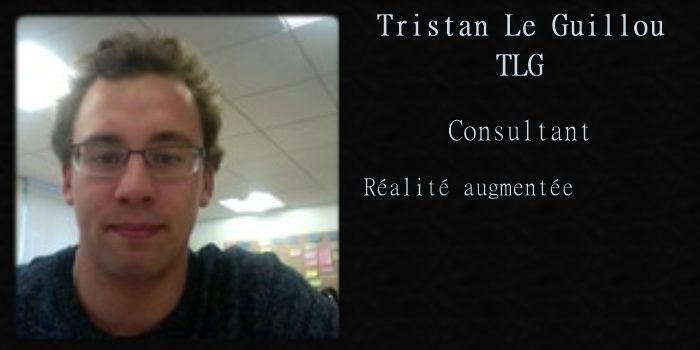 Tristan Le Guillou
TLG
Consultant
Réalité augmentée